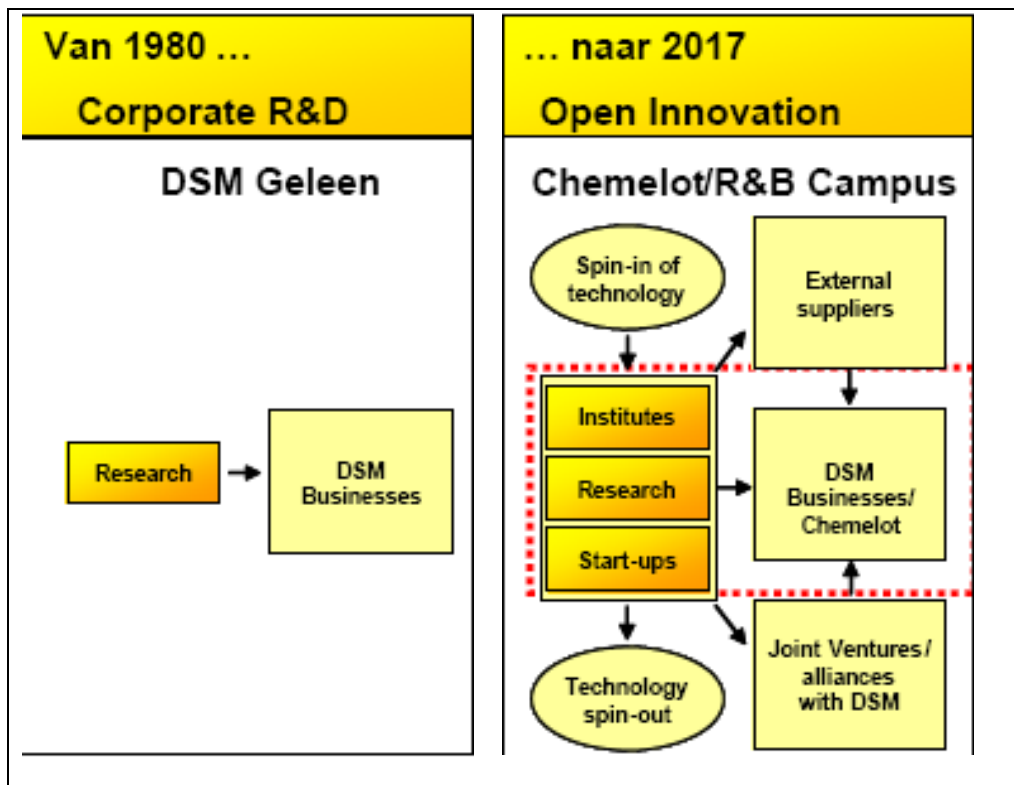 Van 1980 ...
Corporate R&D
DSM Geleen
Research
DSM
Businesses
... naar 2017
Open Innovation
Chemelot/R&B Campus
Spin-in of
technology
External
suppliers
Institutes
Research
Start-ups
DSM
Businesses/
Chemelot
Technology
spin-out
Joint Ventures/
alliances
with DSM